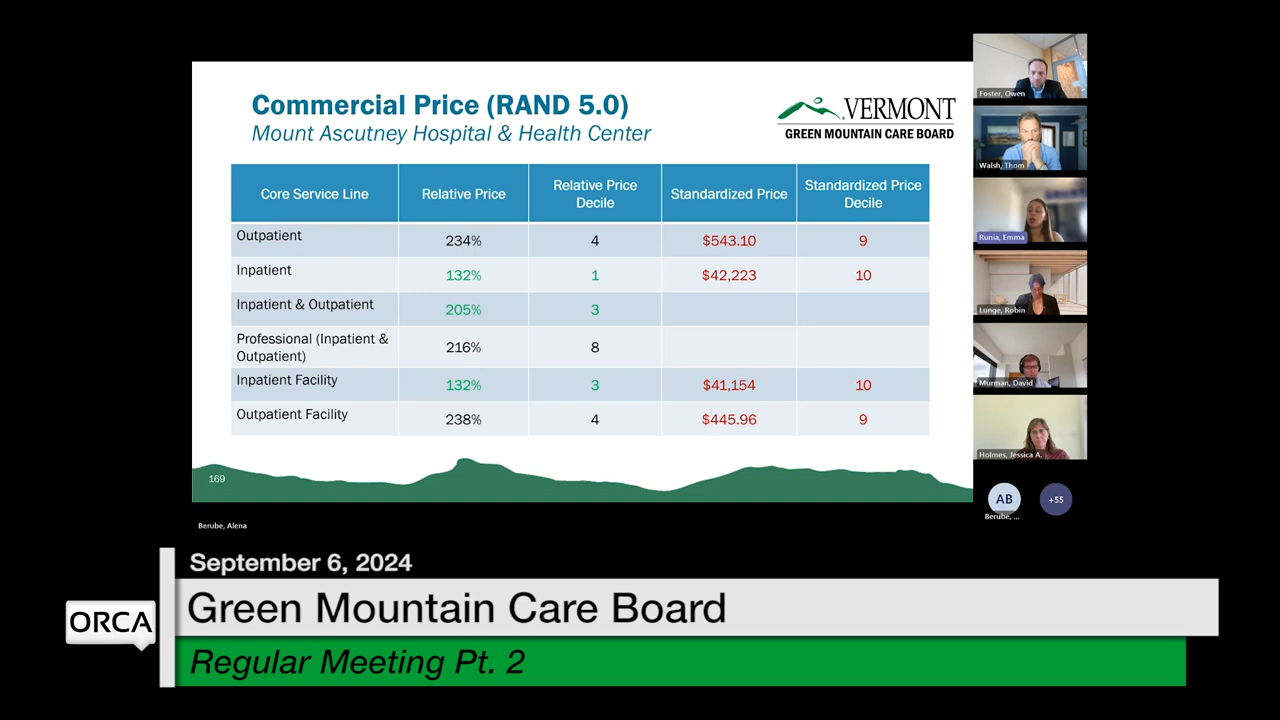 Commercial Price (RAND 5.0)
Mount Ascutney Hospital & Health Center
VERMONT
GREEN MOUNTAIN CARE BOARD
Core Service Line Relative Price Relative Price Decile Standardized Price Standardized Price Decile
Outpatient 234% 4 $543.10 9
Inpatient 132% 1 $42,223 10
Inpatient & Outpatient 205% 3
Professional (Inpatient & Outpatient) 216% 8
Inpatient Facility 132% 3 $41,154 10
Outpatient Facility 238% 4 $445.96 9
169
Foster, Owen
Walsh, Thom
Runia, Emma
Lunge, Robin
Murman, David
Holmes, Jessica A.
AB +55
Berube, ...
Berube, Alena
September 6, 2024
ORCA
Green Mountain Care Board
Regular Meeting Pt. 2